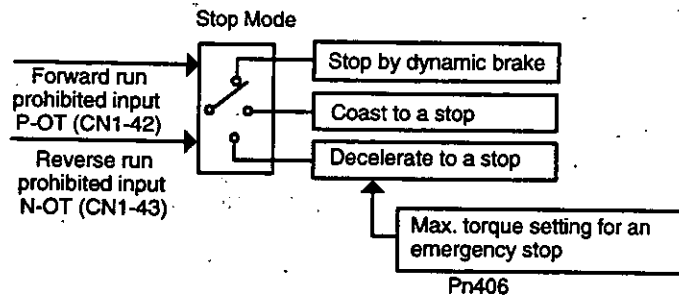 Stop Mode
Forward run
prohibited input
P-OT (CN1-42)
Reverse run
prohibited input
N-OT (CN1-43)
Stop by dynamic brake
Coast to a stop
Decelerate to a stop
Max. torque setting for an
emergency stop
Pn406